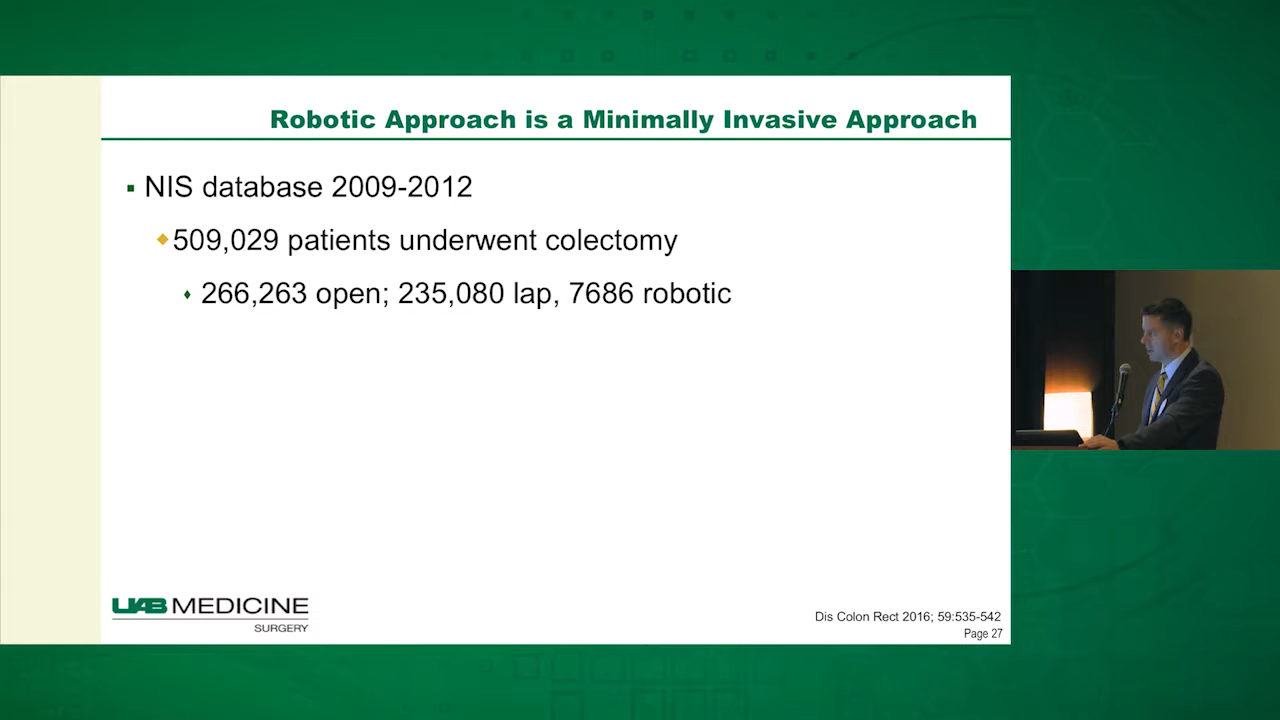 Robotic Approach is a Minimally Invasive Approach
NIS database 2009-2012
509,029 patients underwent colectomy
266,263 open; 235,080 lap, 7686 robotic
UAB MEDICINE
SURGERY
Dis Colon Rect 2016; 59:535-542
Page 27